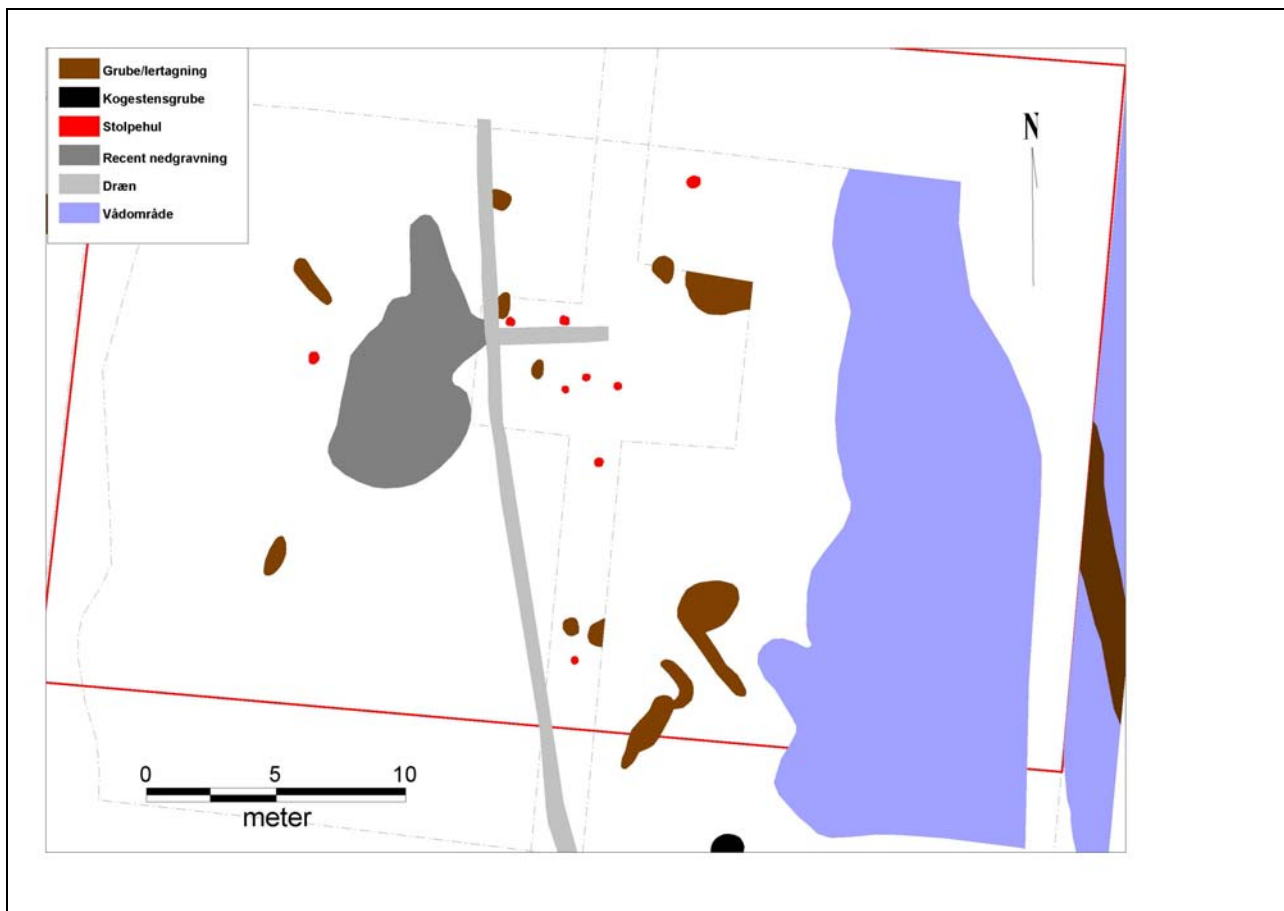 Grube/lertagning
Kogestensgrube
Stolpehul
Recent nedgravning
Dræn
Vådområde
N
0 5 10
meter